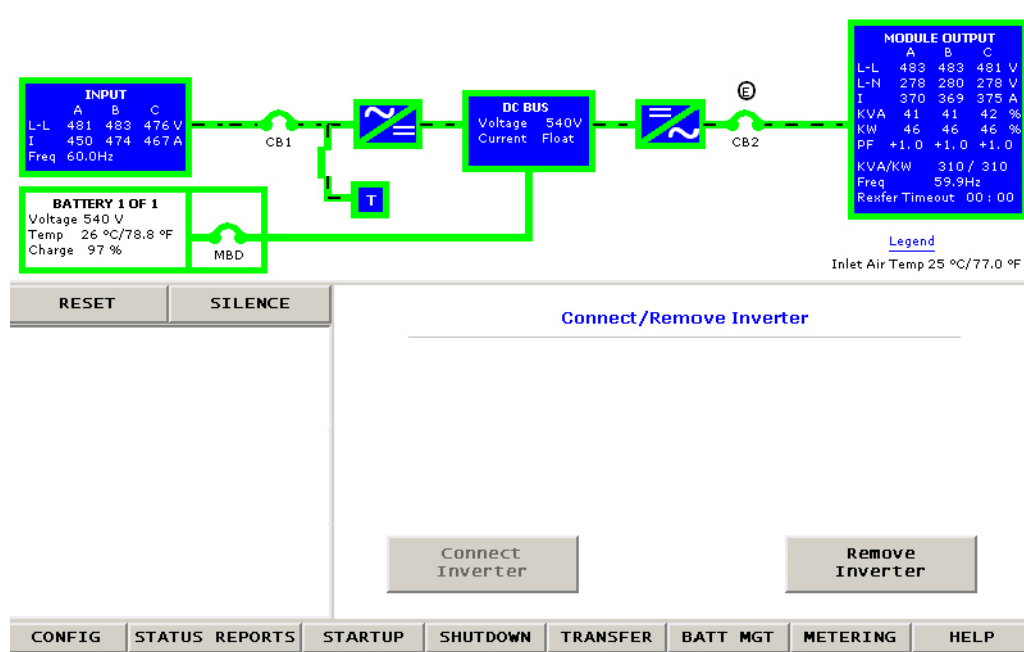 INPUT
A B C
L-L 481 483 476 V
I 450 474 467 A
Freq 60.0Hz
CB1
T
DC BUS
Voltage 540V
Current Float
E
CB2
MODULE OUTPUT
A B C
L-L 483 483 481 V
L-N 278 280 278 V
I 370 369 375 A
KVA 41 41 42 %
KW 46 46 46 %
PF +1.0 +1.0 +1.0
KVA/KW 310 / 310
Freq 59.9Hz
Rexfer Timeout 00 : 00
BATTERY 1 OF 1
Voltage 540 V
Temp 26 ºC/78.8 ºF
Charge 97 %
MBD
Legend
Inlet Air Temp 25 ºC/77.0 ºF
RESET SILENCE
Connect/Remove Inverter
Connect
Inverter
Remove
Inverter
CONFIG STATUS REPORTS STARTUP SHUTDOWN TRANSFER BATT MGT METERING HELP